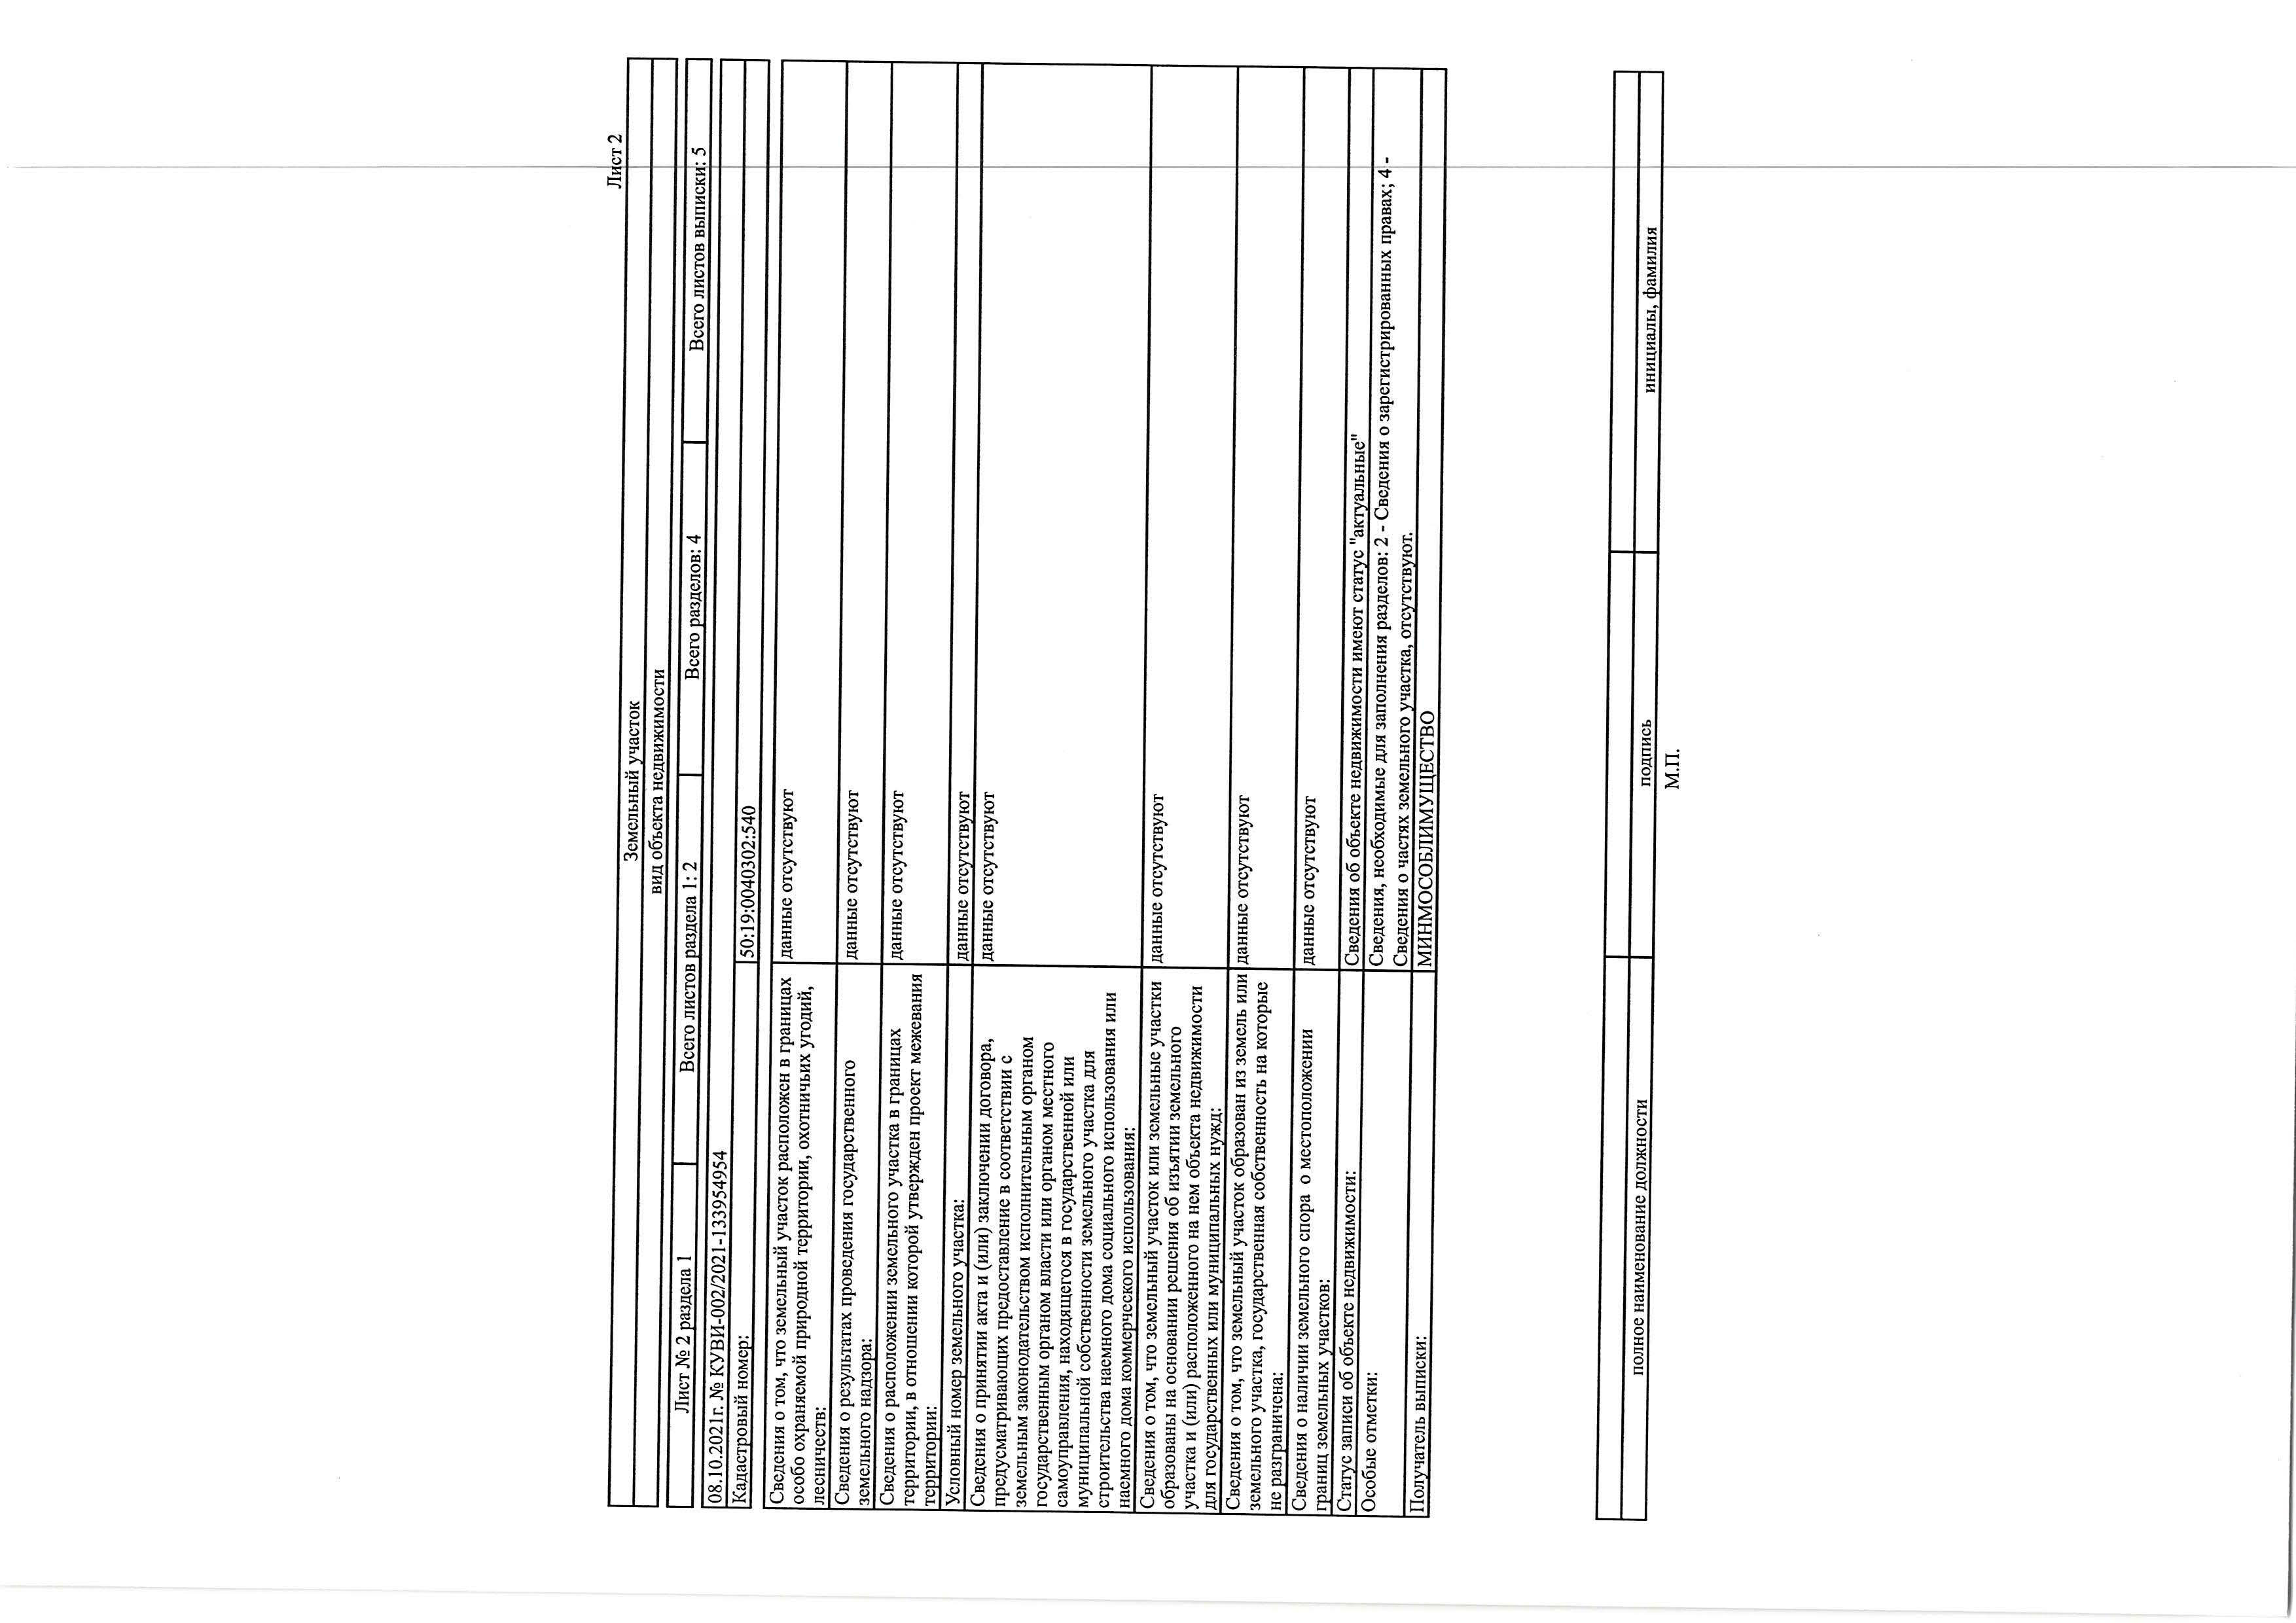 Лист 2
Земельный участок
вид объекта недвижимости
Лист № 2 раздела 1 Всего листов раздела 1: 2 Всего разделов: 4 Всего листов выписки: 5
08.10.2021г. № КУВИ-002/2021-133954954
Кадастровый номер: 50:19:0040302:540
Сведения о том, что земельный участок расположен в границах данные отсутствуют
особо охраняемой природной территории, охотничьих угодий,
лесничеств:
Сведения о результатах проведения государственного данные отсутствуют
земельного надзора:
Сведения о расположении земельного участка в границах данные отсутствуют
территории, в отношении которой утвержден проект межевания
территории:
Условный номер земельного участка: данные отсутствуют
Сведения о принятии акта и (или) заключении договора, данные отсутствуют
предусматривающих предоставление в соответствии с
земельным законодательством исполнительным органом
государственным органом власти или органом местного
самоуправления, находящегося в государственной или
муниципальной собственности земельного участка для
строительства наемного дома социального использования или
наемного дома коммерческого использования:
Сведения о том, что земельный участок или земельные участки данные отсутствуют
образованы на основании решения об изъятии земельного
участка и (или) расположенного на нем объекта недвижимости
для государственных или муниципальных нужд:
Сведения о том, что земельный участок образован из земель или данные отсутствуют
земельного участка, государственная собственность на которые
не разграничена:
Сведения о наличии земельного спора о местоположении данные отсутствуют
границ земельных участков:
Статус записи об объекте недвижимости: Сведения об объекте недвижимости имеют статус "актуальные"
Особые отметки: Сведения, необходимые для заполнения разделов: 2 - Сведения о зарегистрированных правах; 4 -
Сведения о частях земельного участка, отсутствуют.
Получатель выписки: МИНМОСОБЛИМУЩЕСТВО
полное наименование должности подпись инициалы, фамилия
М.П.